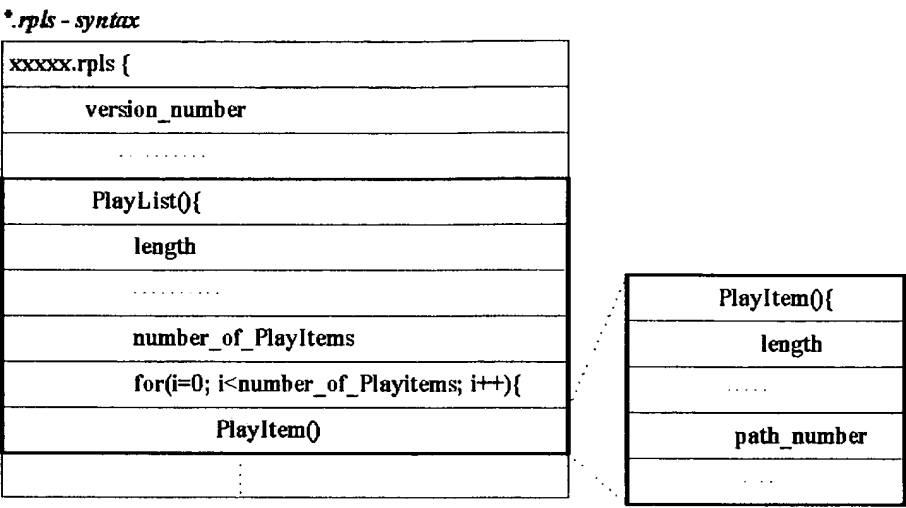 *.rpls - syntax
xxxxx.rpls {
version_number
. . . . . . . . . .
PlayList(){
length
. . . . . . . . . .
number_of_PlayItems
for(i=0; i<number_of_Playitems; i++){
PlayItem()
PlayItem(){
length
. . . . .
path_number
. . . .